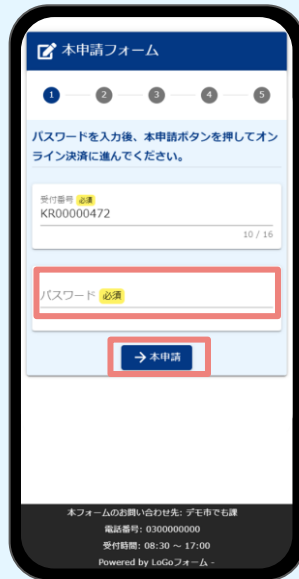 本申請フォーム
1 2 3 4 5
パスワードを入力後、本申請ボタンを押してオン
ライン決済に進んでください。
受付番号 必須
KR00000472
10 / 16
パスワード 必須
→本申請
本フォームのお問い合わせ先: デモ市でも課
電話番号: 0300000000
受付時間: 08:30 ～ 17:00
Powered by LoGoフォーム -